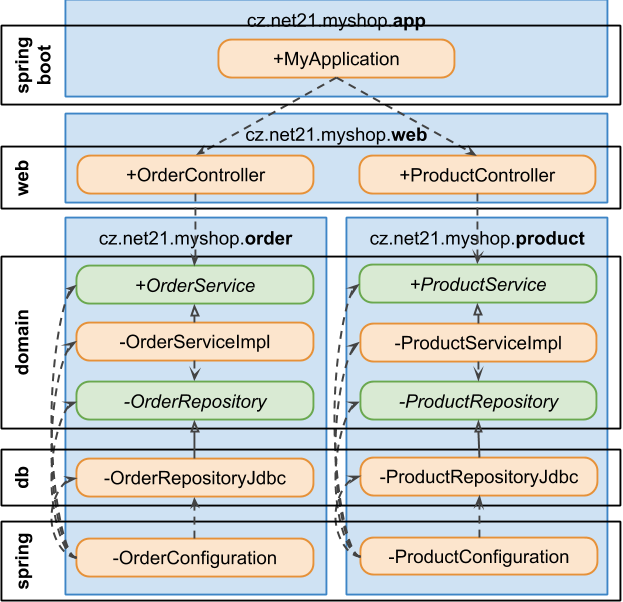 cz.net21.myshop.app
spring
boot
+MyApplication
cz.net21.myshop.web
web
+OrderController
+ProductController
cz.net21.myshop.order
cz.net21.myshop.product
domain
+OrderService
+ProductService
-OrderServiceImpl
-ProductServiceImpl
-OrderRepository
-ProductRepository
db
-OrderRepositoryJdbc
-ProductRepositoryJdbc
spring
-OrderConfiguration
-ProductConfiguration